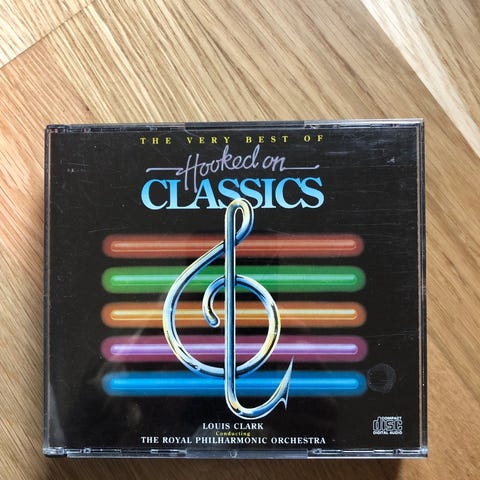 THE VERY BEST OF
Hooked on
CLASSICS
LOUIS CLARK
Conducting
THE ROYAL PHILHARMONIC ORCHESTRA
COMPACT
disc
DIGITAL AUDIO